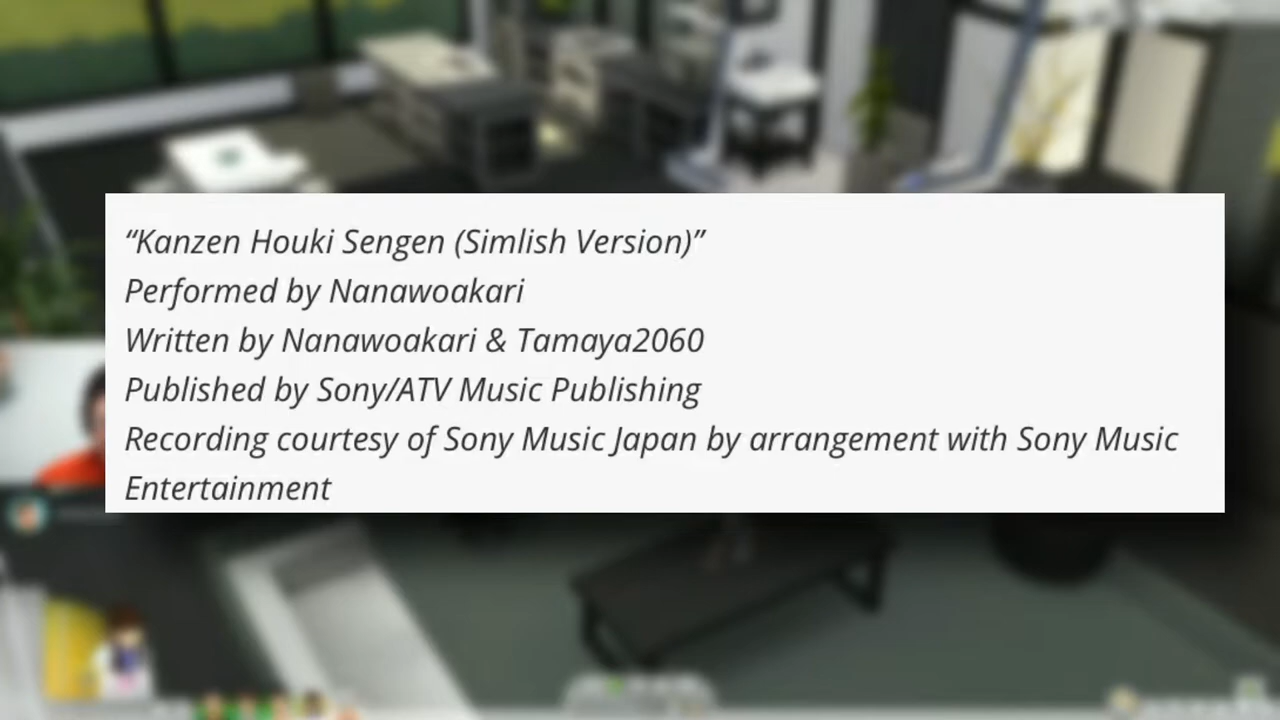 “Kanzen Houki Sengen (Simlish Version)”
Performed by Nanawoakari
Written by Nanawoakari & Tamaya2060
Published by Sony/ATV Music Publishing
Recording courtesy of Sony Music Japan by arrangement with Sony Music
Entertainment